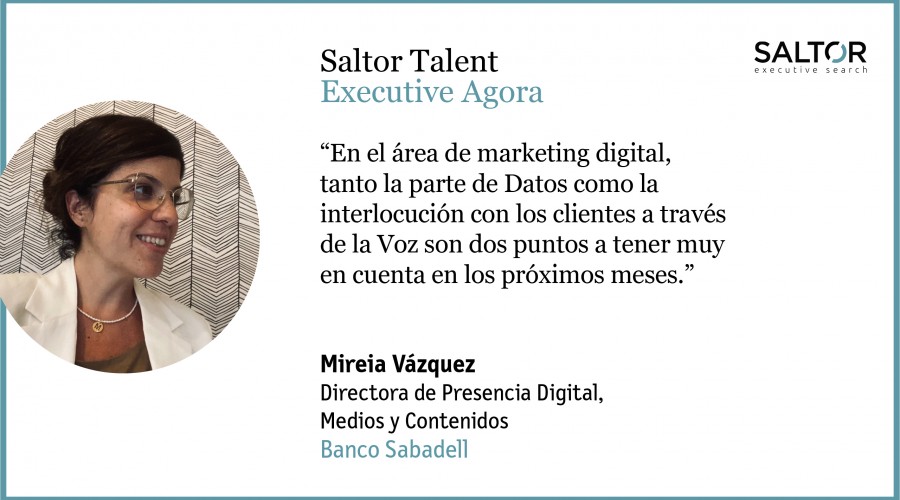 SALTOR
executive search
Saltor Talent
Executive Agora
“En el área de marketing digital,
tanto la parte de Datos como la
interlocución con los clientes a través
de la Voz son dos puntos a tener muy
en cuenta en los próximos meses.”
Mireia Vázquez
Directora de Presencia Digital,
Medios y Contenidos
Banco Sabadell